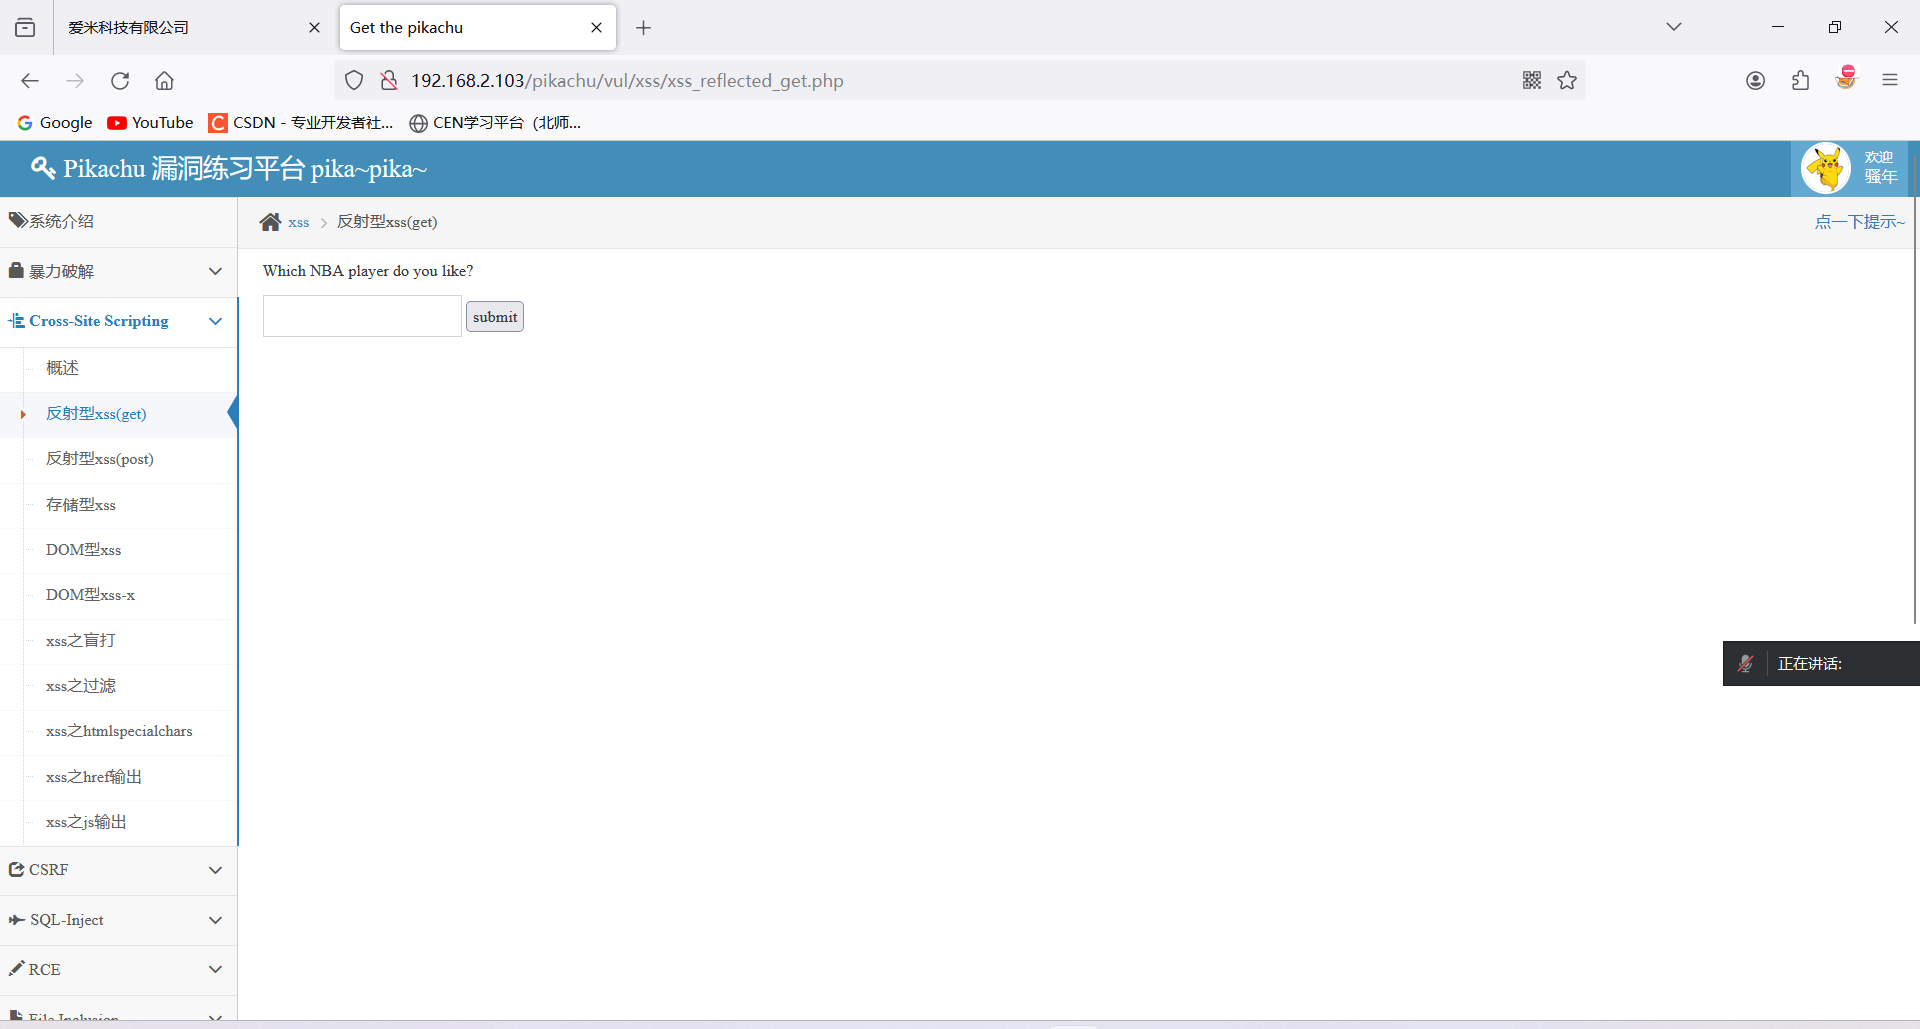 爱米科技有限公司
Get the pikachu
192.168.2.103/pikachu/vul/xss/xss_reflected_get.php
Google YouTube CSDN - 专业开发者社... CEN学习平台（北师...
Pikachu 漏洞练习平台 pika~pika~
欢迎
骚年
系统介绍
xss > 反射型xss(get)
点一下提示~
暴力破解
Cross-Site Scripting
概述
反射型xss(get)
反射型xss(post)
存储型xss
DOM型xss
DOM型xss-x
xss之盲打
xss之过滤
xss之htmlspecialchars
xss之href输出
xss之js输出
CSRF
SQL-Inject
RCE
File Inclusion
Which NBA player do you like?
submit
正在讲话: